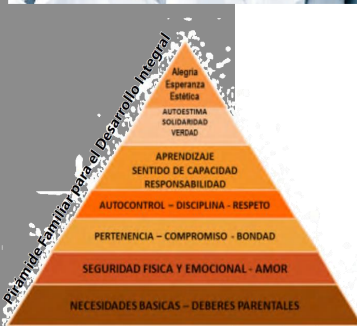 Pirámide Familiar para el Desarrollo Integral
Alegria
Esperanza
Estética
AUTOESTIMA
SOLIDARIDAD
VERDAD
APRENDIZAJE
SENTIDO DE CAPACIDAD
RESPONSABILIDAD
AUTOCONTROL – DISCIPLINA - RESPETO
PERTENENCIA – COMPROMISO - BONDAD
SEGURIDAD FISICA Y EMOCIONAL - AMOR
NECESIDADES BASICAS – DEBERES PARENTALES